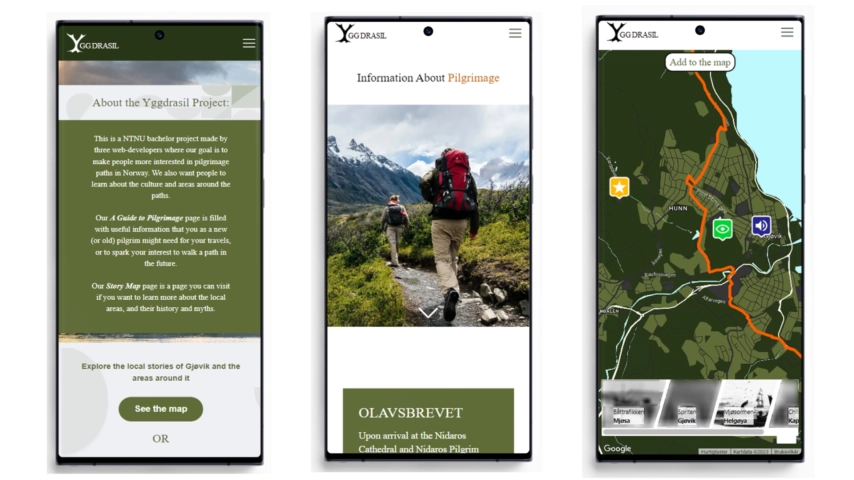 YGGDRASIL
About the Yggdrasil Project:
This is a NTNU bachelor project made by
three web-developers where our goal is to
make people more interested in pilgrimage
paths in Norway. We also want people to
learn about the culture and areas around the
paths.
Our A Guide to Pilgrimage page is filled
with useful information that you as a new
(or old) pilgrim might need for your travels,
or to spark your interest to walk a path in
the future.
Our Story Map page is a page you can visit
if you want to learn more about the local
areas, and their history and myths.
Explore the local stories of Gjøvik and the
areas around it
See the map
OR
YGGDRASIL
Information About Pilgrimage
OLAVSBREVET
Upon arrival at the Nidaros
Cathedral and Nidaros Pilgrim
YGGDRASIL
Add to the map
HUNN
Gjøvik
Båttrafikken
Mjøsa
Spriten
Gjøvik
Mjøsormen
Helgøya
Kap
Google
Hurtigtaster
Kartdata ©2023